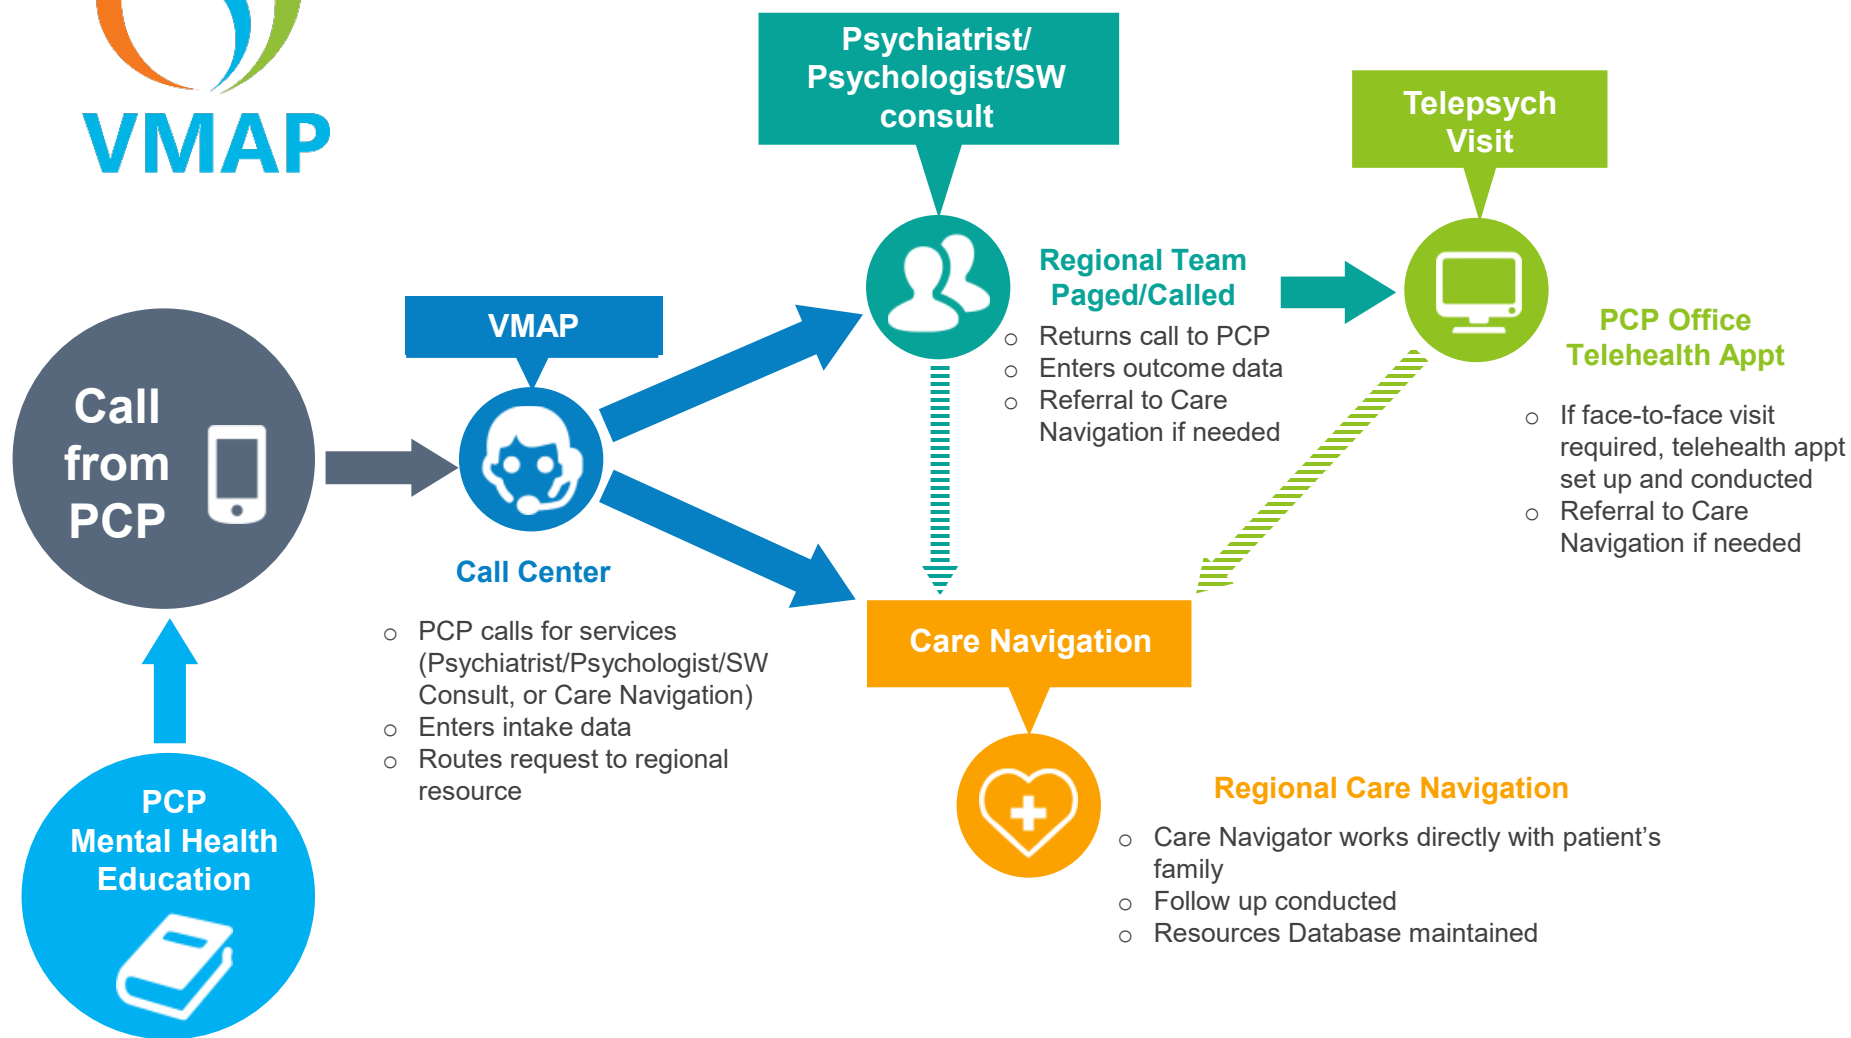 VMAP
Psychiatrist/
Psychologist/SW
consult
Telepsych
Visit
VMAP
Call
from
PCP
Call Center
○ PCP calls for services
(Psychiatrist/Psychologist/SW
Consult, or Care Navigation)
○ Enters intake data
○ Routes request to regional
resource
Regional Team
Paged/Called
○ Returns call to PCP
○ Enters outcome data
○ Referral to Care
Navigation if needed
PCP Office
Telehealth Appt
○ If face-to-face visit
required, telehealth appt
set up and conducted
○ Referral to Care
Navigation if needed
Care Navigation
PCP
Mental Health
Education
Regional Care Navigation
○ Care Navigator works directly with patient’s
family
○ Follow up conducted
○ Resources Database maintained